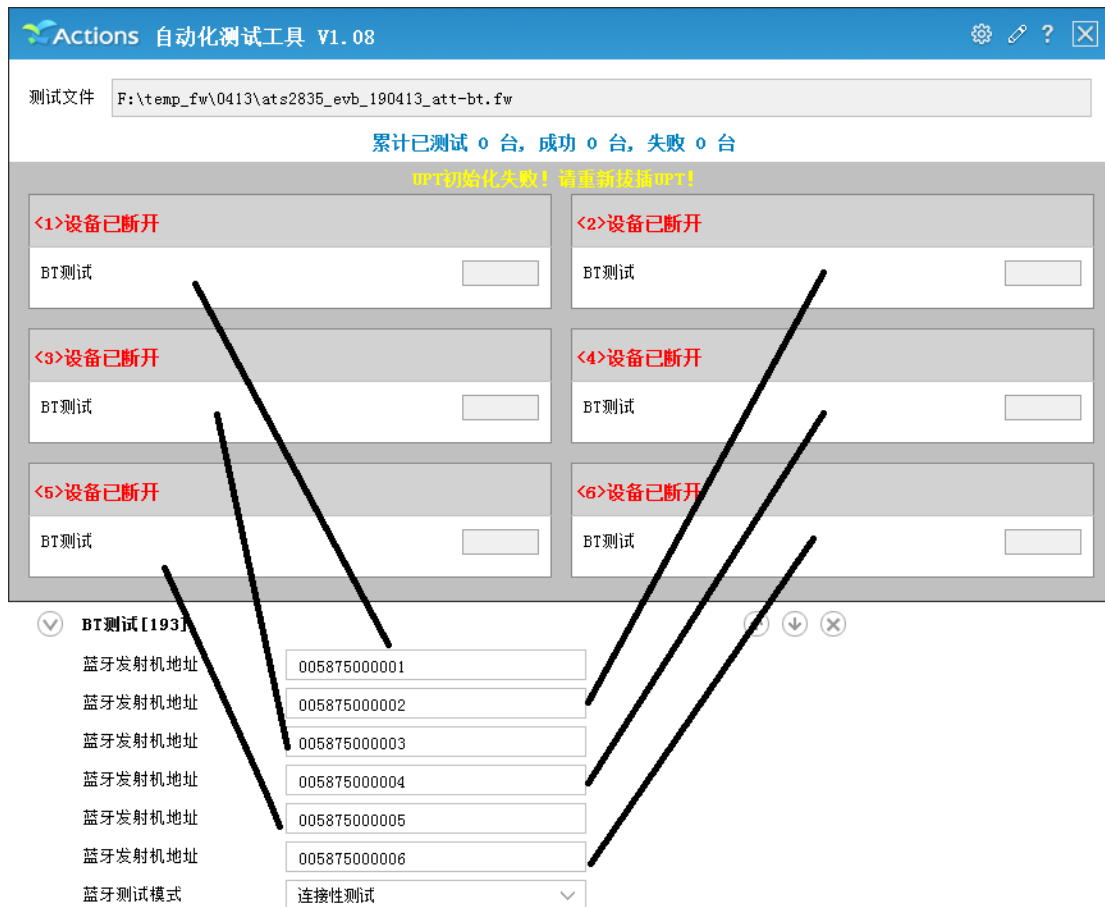 Actions 自动化测试工具 V1.08 ?
测试文件 F:\temp_fw\0413\ats2835_evb_190413_att-bt.fw
累计已测试 0 台, 成功 0 台, 失败 0 台
UPT初始化失败! 请重新拔插UPT!
<1>设备已断开
BT测试
<2>设备已断开
BT测试
<3>设备已断开
BT测试
<4>设备已断开
BT测试
<5>设备已断开
BT测试
<6>设备已断开
BT测试
BT测试[193]
蓝牙发射机地址 005875000001
蓝牙发射机地址 005875000002
蓝牙发射机地址 005875000003
蓝牙发射机地址 005875000004
蓝牙发射机地址 005875000005
蓝牙发射机地址 005875000006
蓝牙测试模式 连接性测试